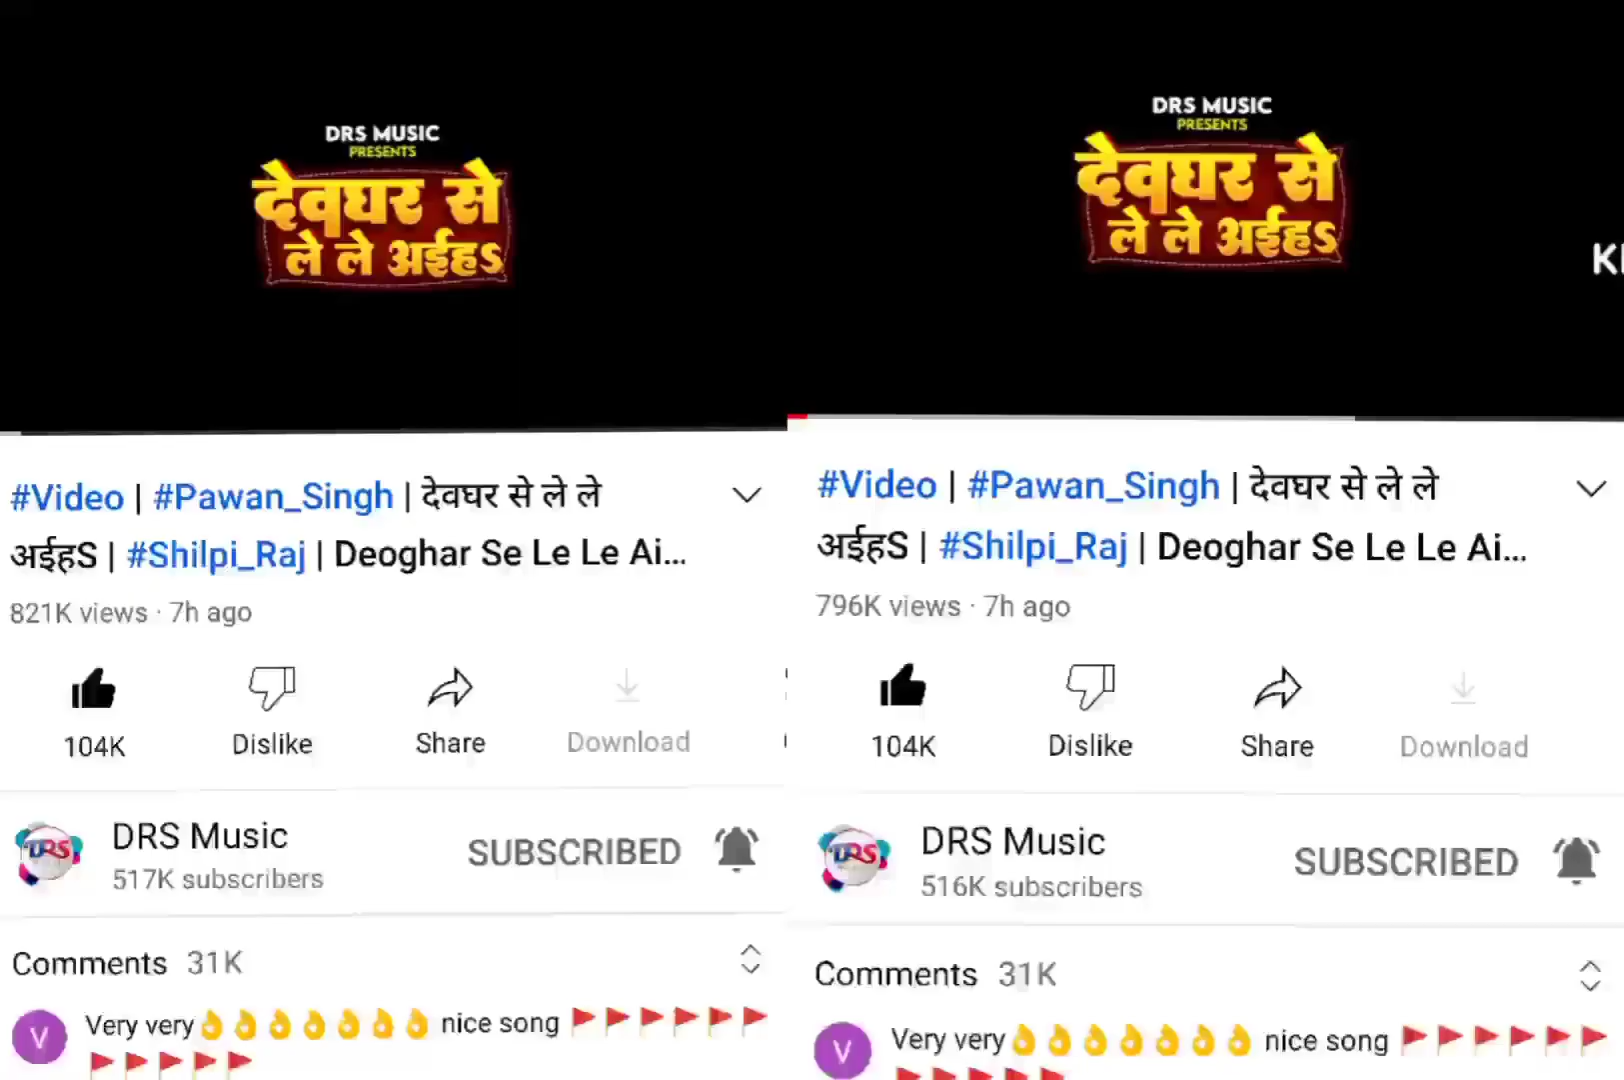 DRS MUSIC
PRESENTS
देवघर से
ले ले अईहS
#Video | #Pawan_Singh | देवघर से ले ले
अईहS | #Shilpi_Raj | Deoghar Se Le Le Ai...
821K views · 7h ago
104K Dislike Share Download
DRS Music
517K subscribers
SUBSCRIBED
Comments 31K
V
Very very👌👌👌👌👌👌👌 nice song 🚩🚩🚩🚩🚩🚩
🚩🚩🚩🚩🚩
DRS MUSIC
PRESENTS
देवघर से
ले ले अईहS
#Video | #Pawan_Singh | देवघर से ले ले
अईहS | #Shilpi_Raj | Deoghar Se Le Le Ai...
796K views · 7h ago
104K Dislike Share Download
DRS Music
516K subscribers
SUBSCRIBED
Comments 31K
V
Very very👌👌👌👌👌👌👌 nice song 🚩🚩🚩🚩🚩🚩
🚩🚩🚩🚩🚩